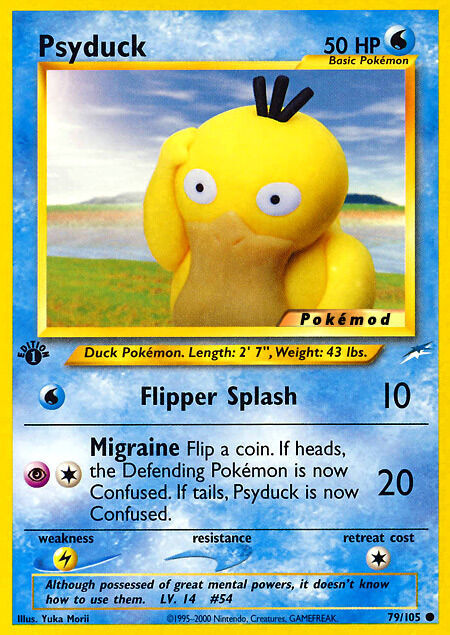 Psyduck 50 HP
Basic Pokémon
Pokémod
EDITION 1
Duck Pokémon. Length: 2' 7", Weight: 43 lbs.
Flipper Splash 10
Migraine Flip a coin. If heads,
the Defending Pokémon is now
Confused. If tails, Psyduck is now
Confused.
20
weakness resistance retreat cost
Although possessed of great mental powers, it doesn't know
how to use them. LV. 14 #54
Illus. Yuka Morii ©1995-2000 Nintendo, Creatures, GAMEFREAK. 79/105